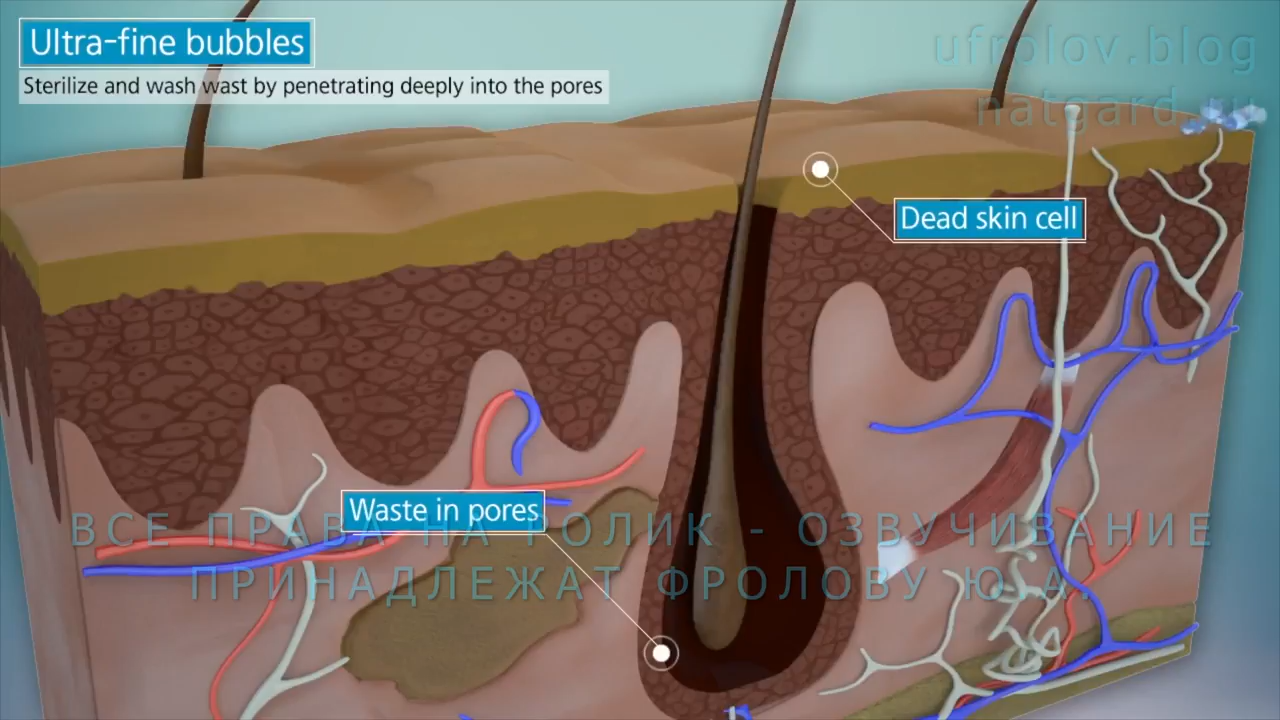 Ultra-fine bubbles
Sterilize and wash wast by penetrating deeply into the pores
ufrolov.blog
natgard.ru
Dead skin cell
Waste in pores
ВСЕ ПРАВА НА РОЛИК - ОЗВУЧИВАНИЕ
ПРИНАДЛЕЖАТ ФРОЛОВУ Ю.А.